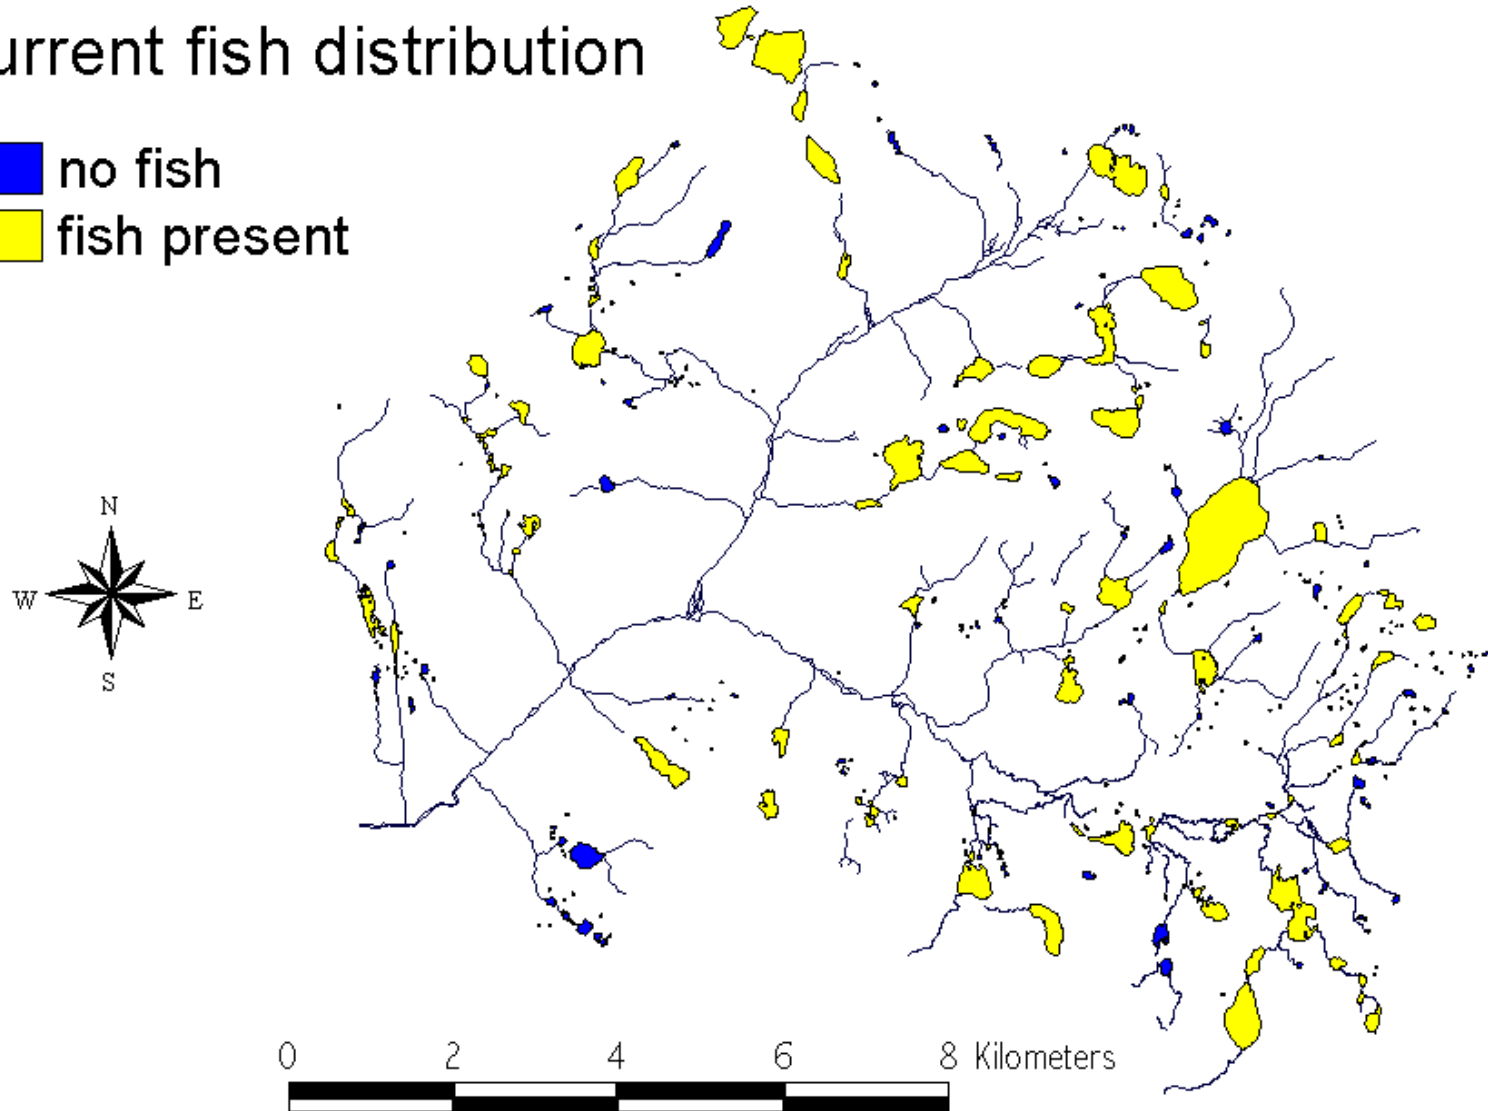 urrent fish distribution
no fish
fish present
N
W E
S
0 2 4 6 8 Kilometers